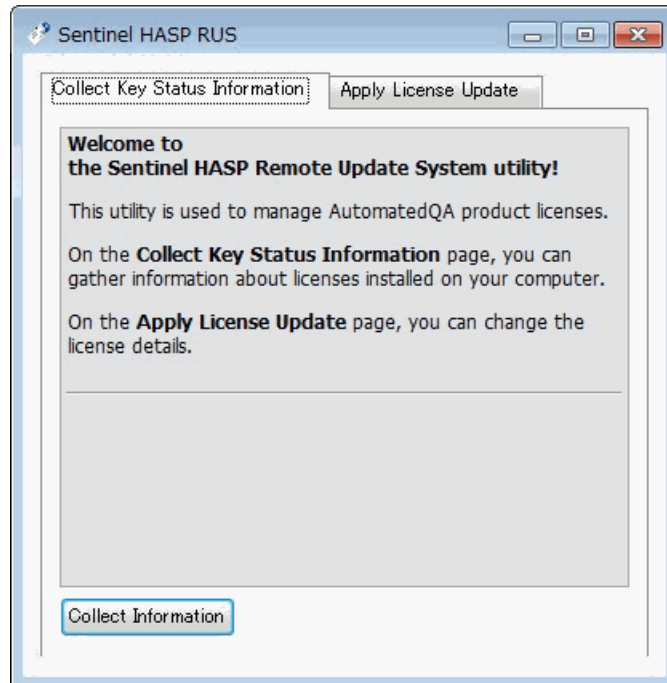 Sentinel HASP RUS
Collect Key Status Information
Apply License Update
Welcome to
the Sentinel HASP Remote Update System utility!
This utility is used to manage AutomatedQA product licenses.
On the Collect Key Status Information page, you can
gather information about licenses installed on your computer.
On the Apply License Update page, you can change the
license details.
Collect Information